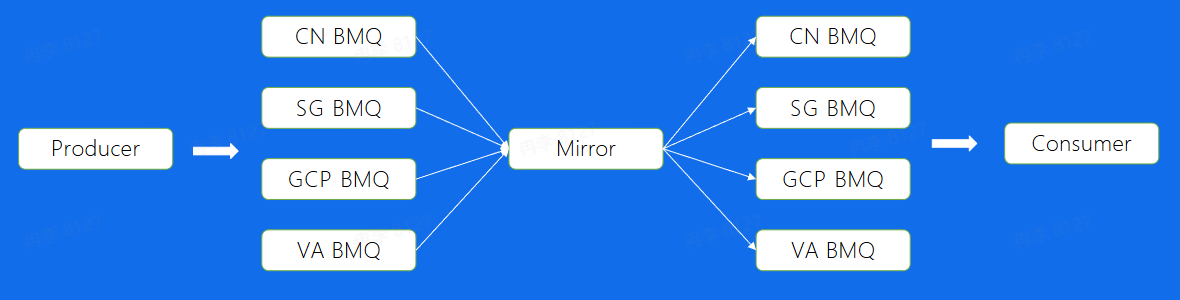 CN BMQ
CN BMQ
SG BMQ
SG BMQ
Producer
Mirror
Consumer
GCP BMQ
GCP BMQ
VA BMQ
VA BMQ